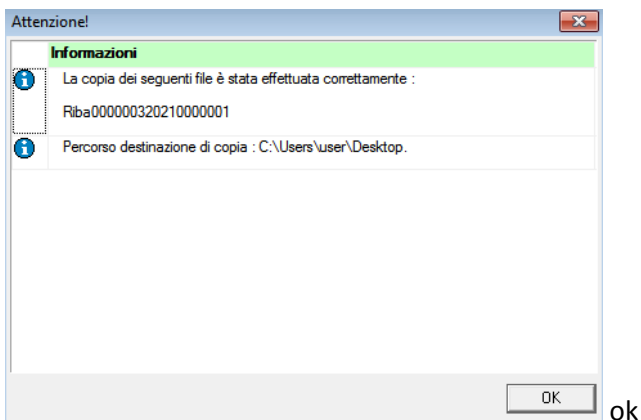 Attenzione!
Informazioni
La copia dei seguenti file è stata effettuata correttamente :
Riba000000320210000001
Percorso destinazione di copia : C:\Users\user\Desktop.
OK
ok